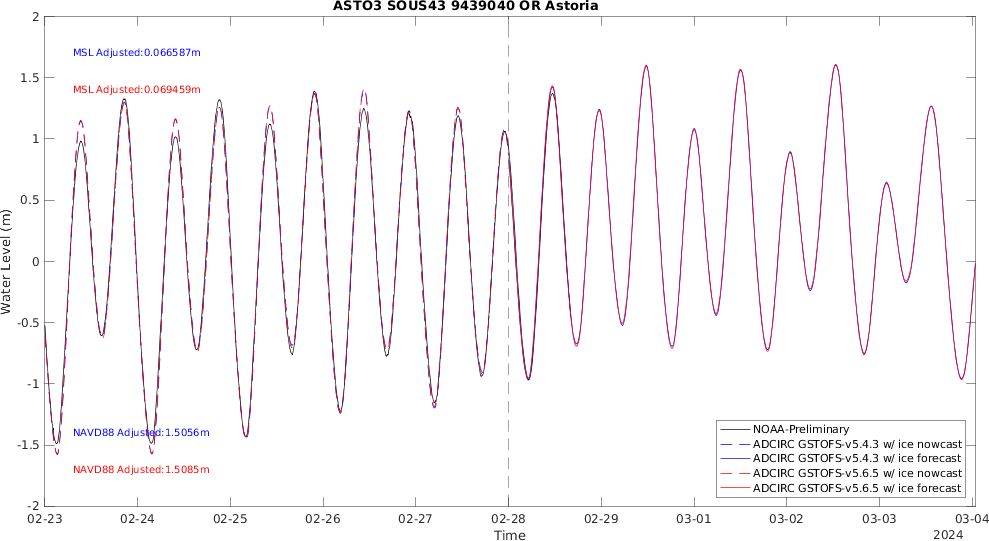 ASTO3 SOUS43 9439040 OR Astoria
2
1.5
1
0.5
0
-0.5
-1
-1.5
-2
Water Level (m)
MSL Adjusted:0.066587m
MSL Adjusted:0.069459m
NAVD88 Adjusted:1.5056m
NAVD88 Adjusted:1.5085m
NOAA-Preliminary
ADCIRC GSTOFS-v5.4.3 w/ ice nowcast
ADCIRC GSTOFS-v5.4.3 w/ ice forecast
ADCIRC GSTOFS-v5.6.5 w/ ice nowcast
ADCIRC GSTOFS-v5.6.5 w/ ice forecast
02-23 02-24 02-25 02-26 02-27 02-28 02-29 03-01 03-02 03-03 03-04
Time
2024